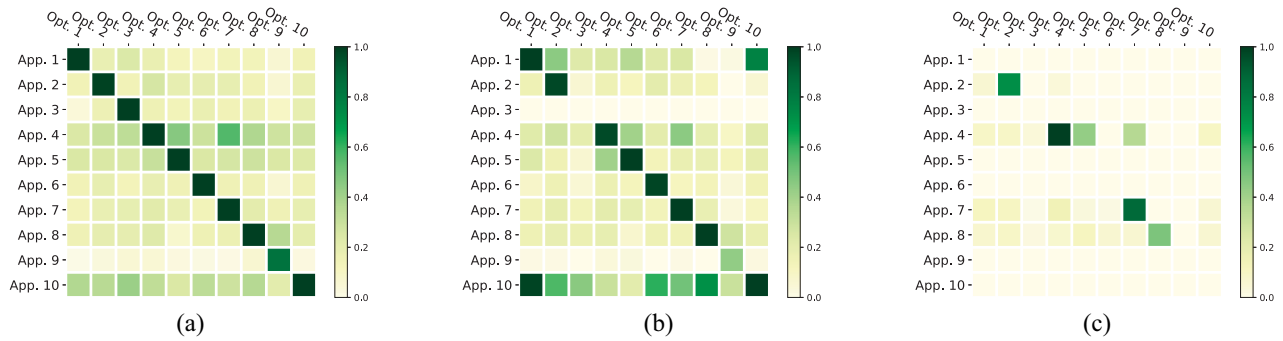 Opt. 1 Opt. 2 Opt. 3 Opt. 4 Opt. 5 Opt. 6 Opt. 7 Opt. 8 Opt. 9 Opt. 10
App. 1
App. 2
App. 3
App. 4
App. 5
App. 6
App. 7
App. 8
App. 9
App. 10
1.0
0.8
0.6
0.4
0.2
0.0
(a)
Opt. 1 Opt. 2 Opt. 3 Opt. 4 Opt. 5 Opt. 6 Opt. 7 Opt. 8 Opt. 9 Opt. 10
App. 1
App. 2
App. 3
App. 4
App. 5
App. 6
App. 7
App. 8
App. 9
App. 10
1.0
0.8
0.6
0.4
0.2
0.0
(b)
Opt. 1 Opt. 2 Opt. 3 Opt. 4 Opt. 5 Opt. 6 Opt. 7 Opt. 8 Opt. 9 Opt. 10
App. 1
App. 2
App. 3
App. 4
App. 5
App. 6
App. 7
App. 8
App. 9
App. 10
1.0
0.8
0.6
0.4
0.2
0.0
(c)